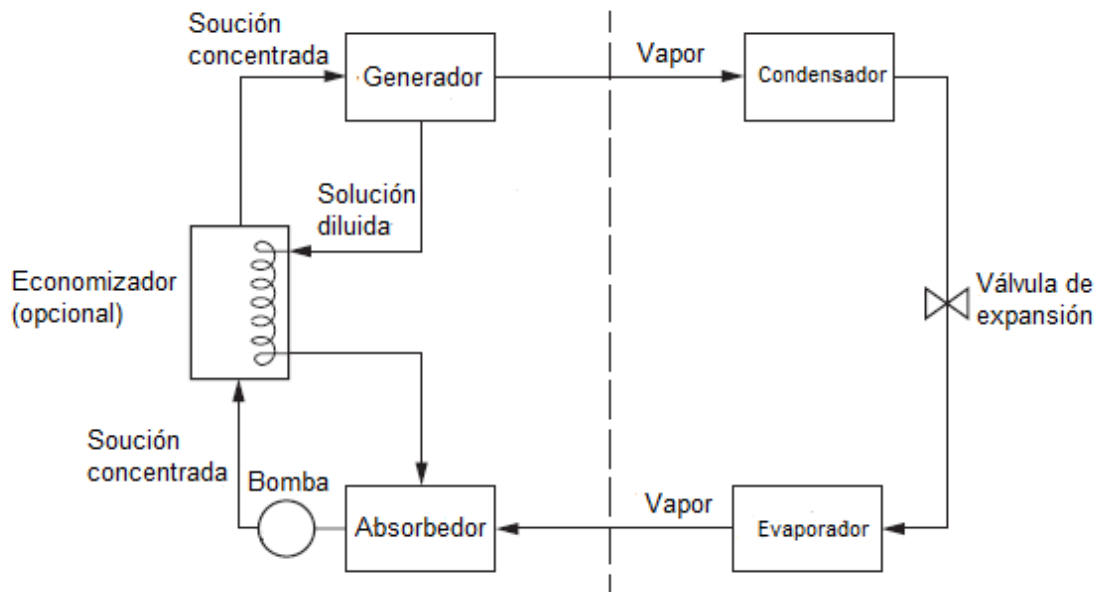 Soución
concentrada
Generador
Vapor
Condensador
Solución
diluida
Economizador
(opcional)
Válvula de
expansión
Soución
concentrada
Bomba
Absorbedor
Vapor
Evaporador